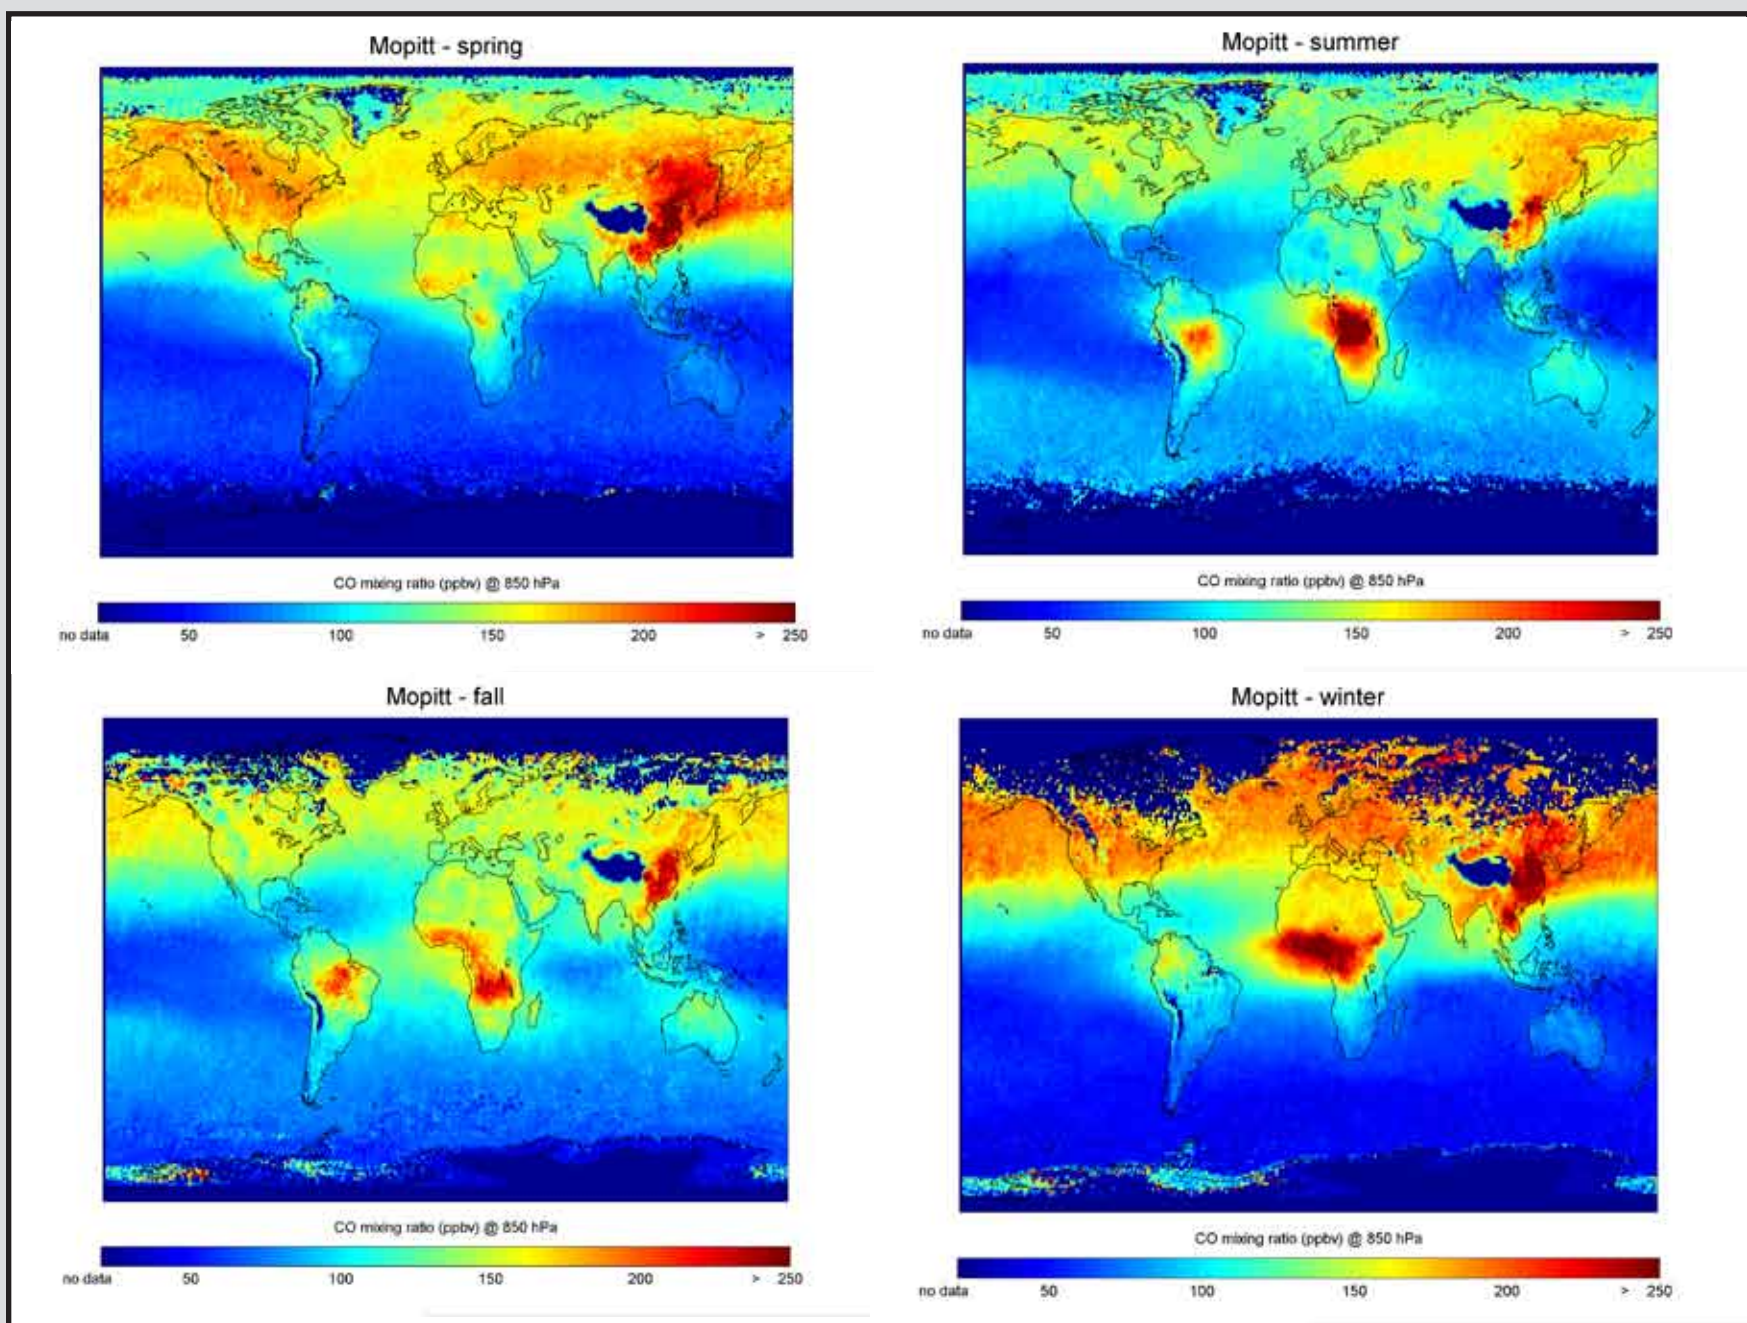 Mopitt - spring
CO mixing ratio (ppbv) @ 850 hPa
no data 50 100 150 200 > 250
Mopitt - summer
CO mixing ratio (ppbv) @ 850 hPa
no data 50 100 150 200 > 250
Mopitt - fall
CO mixing ratio (ppbv) @ 850 hPa
no data 50 100 150 200 > 250
Mopitt - winter
CO mixing ratio (ppbv) @ 850 hPa
no data 50 100 150 200 > 250